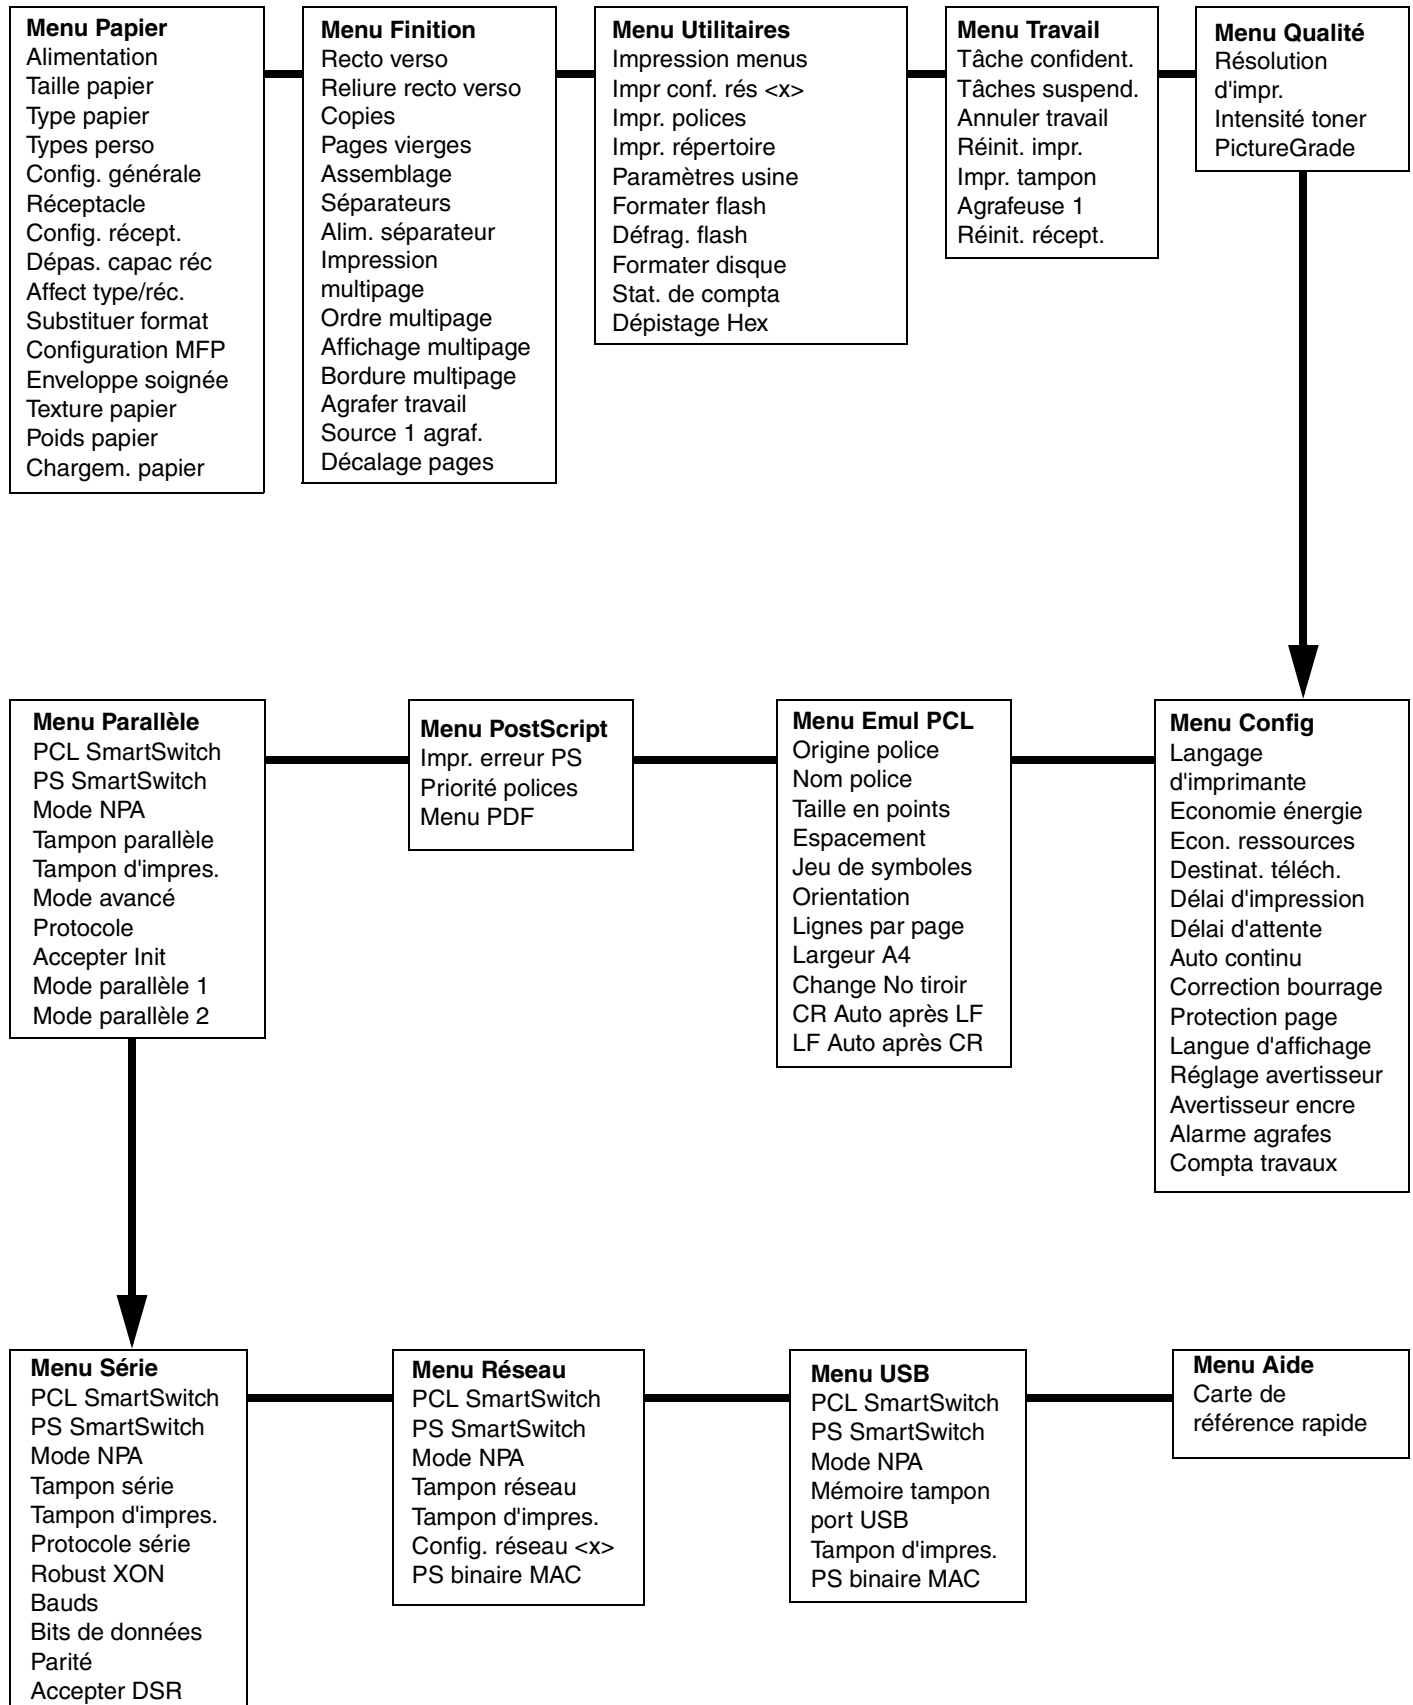 Menu Papier
Alimentation
Taille papier
Type papier
Types perso
Config. générale
Réceptacle
Config. récept.
Dépas. capac réc
Affect type/réc.
Substituer format
Configuration MFP
Enveloppe soignée
Texture papier
Poids papier
Chargem. papier
Menu Finition
Recto verso
Reliure recto verso
Copies
Pages vierges
Assemblage
Séparateurs
Alim. séparateur
Impression
multipage
Ordre multipage
Affichage multipage
Bordure multipage
Agrafer travail
Source 1 agraf.
Décalage pages
Menu Utilitaires
Impression menus
Impr conf. rés <x>
Impr. polices
Impr. répertoire
Paramètres usine
Formater flash
Défrag. flash
Formater disque
Stat. de compta
Dépistage Hex
Menu Travail
Tâche confident.
Tâches suspend.
Annuler travail
Réinit. impr.
Impr. tampon
Agrafeuse 1
Réinit. récept.
Menu Qualité
Résolution
d'impr.
Intensité toner
PictureGrade
Menu Parallèle
PCL SmartSwitch
PS SmartSwitch
Mode NPA
Tampon parallèle
Tampon d'impres.
Mode avancé
Protocole
Accepter Init
Mode parallèle 1
Mode parallèle 2
Menu PostScript
Impr. erreur PS
Priorité polices
Menu PDF
Menu Emul PCL
Origine police
Nom police
Taille en points
Espacement
Jeu de symboles
Orientation
Lignes par page
Largeur A4
Change No tiroir
CR Auto après LF
LF Auto après CR
Menu Config
Langage
d'imprimante
Economie énergie
Econ. ressources
Destinat. téléch.
Délai d'impression
Délai d'attente
Auto continu
Correction bourrage
Protection page
Langue d'affichage
Réglage avertisseur
Avertisseur encre
Alarme agrafes
Compta travaux
Menu Série
PCL SmartSwitch
PS SmartSwitch
Mode NPA
Tampon série
Tampon d'impres.
Protocole série
Robust XON
Bauds
Bits de données
Parité
Accepter DSR
Menu Réseau
PCL SmartSwitch
PS SmartSwitch
Mode NPA
Tampon réseau
Tampon d'impres.
Config. réseau <x>
PS binaire MAC
Menu USB
PCL SmartSwitch
PS SmartSwitch
Mode NPA
Mémoire tampon
port USB
Tampon d'impres.
PS binaire MAC
Menu Aide
Carte de
référence rapide